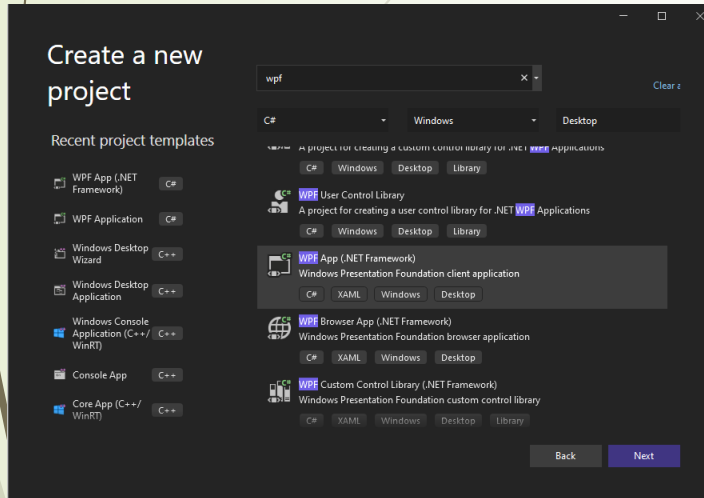 Create a new
project
wpf
Clear a
C#
Windows
Desktop
Recent project templates
WPF App (.NET
Framework)
C#
WPF Application
C#
Windows Desktop
Wizard
C++
Windows Desktop
Application
C++
Windows Console
Application (C++/
WinRT)
C++
Console App
C++
Core App (C++/
WinRT)
C++
A project for creating a custom control library for .NET WPF Applications
C# Windows Desktop Library
WPF User Control Library
A project for creating a user control library for .NET WPF Applications
C# Windows Desktop Library
WPF App (.NET Framework)
Windows Presentation Foundation client application
C# XAML Windows Desktop
WPF Browser App (.NET Framework)
Windows Presentation Foundation browser application
C# XAML Windows Desktop
WPF Custom Control Library (.NET Framework)
Windows Presentation Foundation custom control library
C# XAML Windows Desktop Library
Back
Next